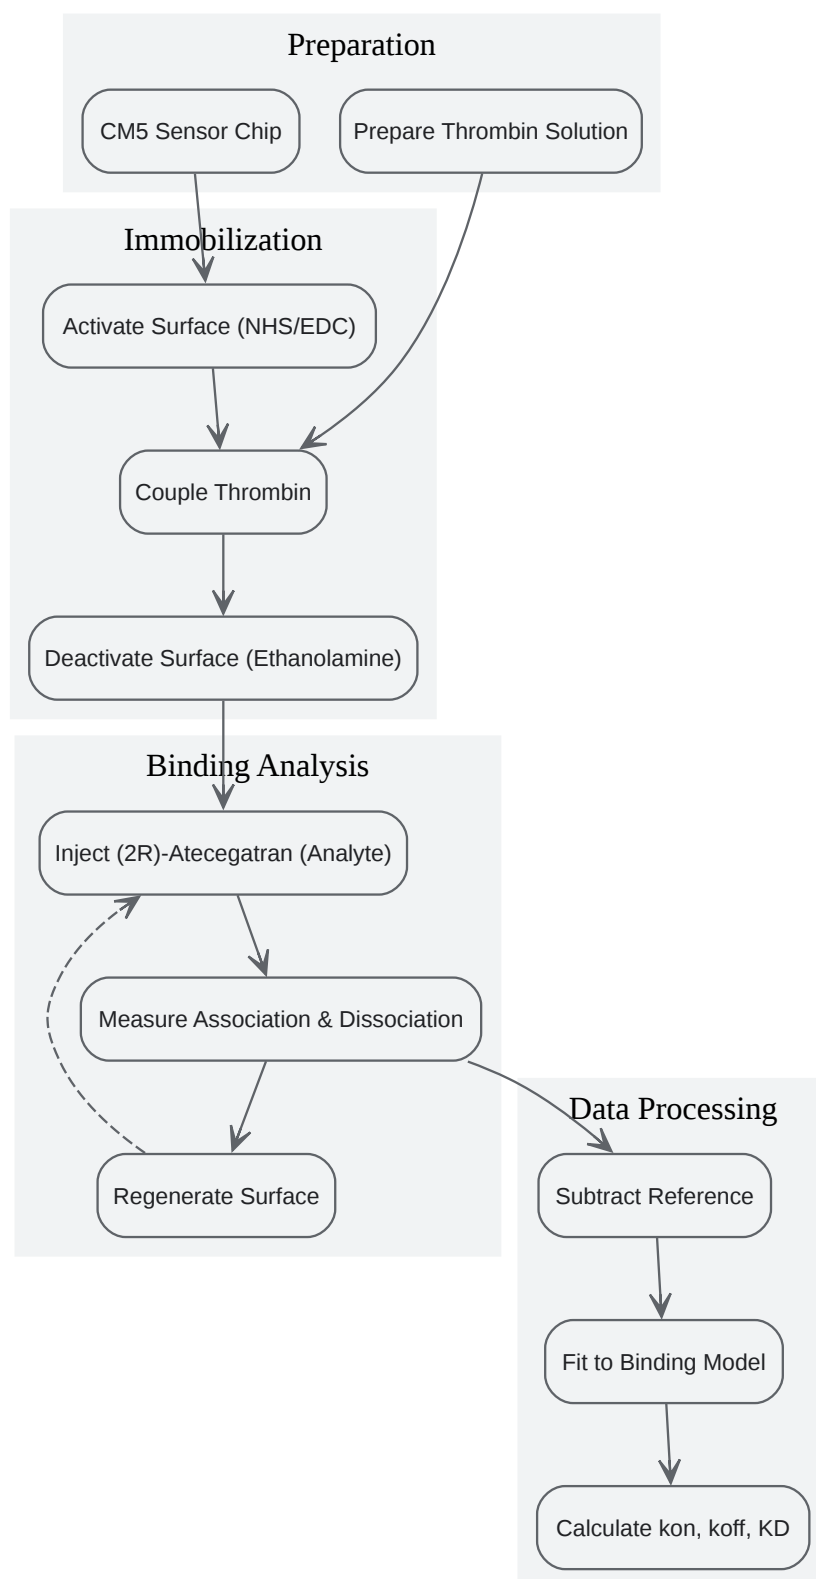 Preparation
CM5 Sensor Chip
Prepare Thrombin Solution
Immobilization
Activate Surface (NHS/EDC)
Couple Thrombin
Deactivate Surface (Ethanolamine)
Binding Analysis
Inject (2R)-Atecegatran (Analyte)
Measure Association & Dissociation
Regenerate Surface
Data Processing
Subtract Reference
Fit to Binding Model
Calculate kon, koff, KD